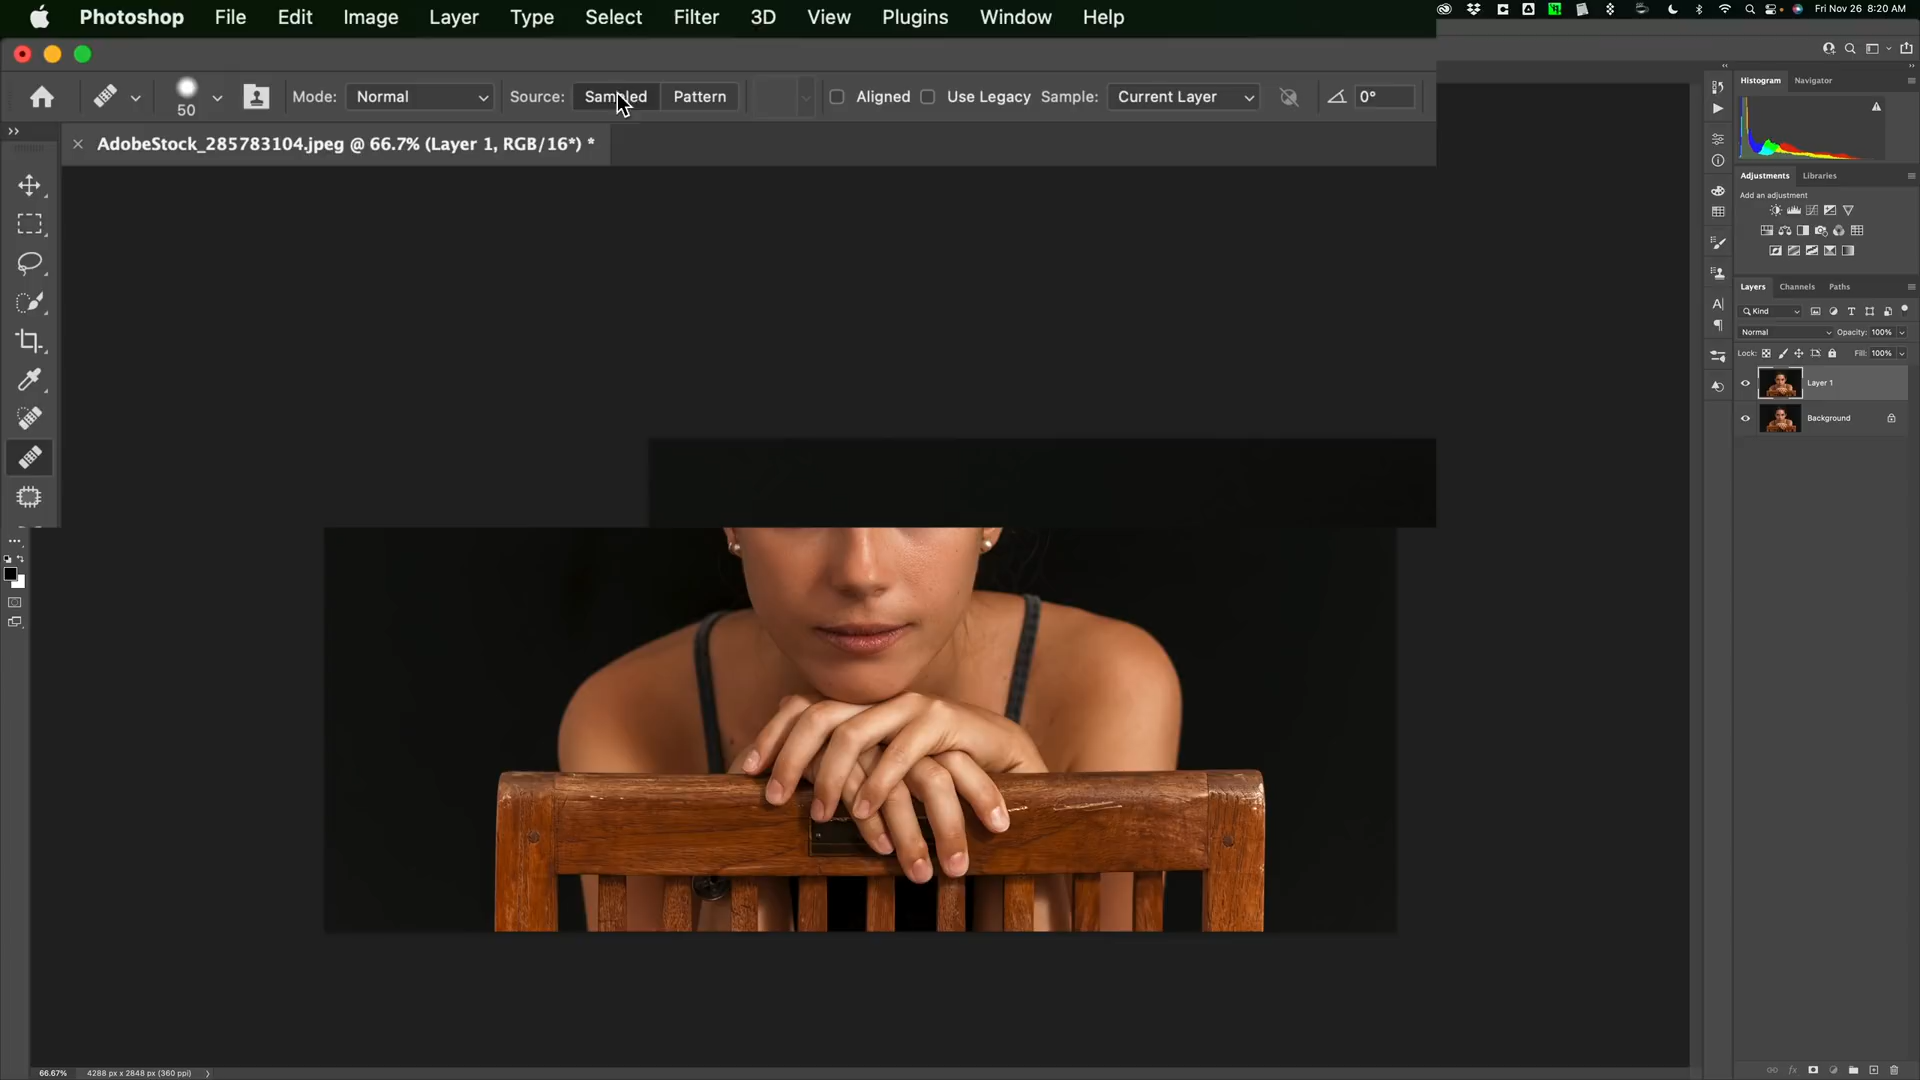 Photoshop File Edit Image Layer Type Select Filter 3D View Plugins Window Help
Fri Nov 26 8:20 AM
50 Mode: Normal Source: Sampled Pattern Aligned Use Legacy Sample: Current Layer 0°
AdobeStock_285783104.jpeg @ 66.7% (Layer 1, RGB/16*) *
Histogram Navigator
Adjustments Libraries
Add an adjustment
Layers Channels Paths
Kind
Normal Opacity: 100%
Lock: Fill: 100%
Layer 1
Background
66.67% 4288 px x 2848 px (360 ppi)